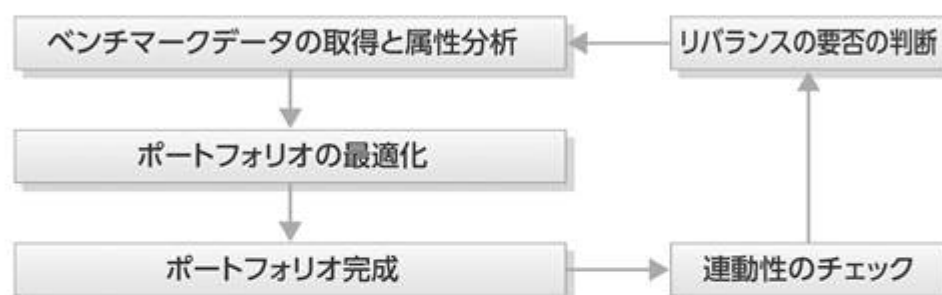 ベンチマークデータの取得と属性分析
リバランスの要否の判断
ポートフォリオの最適化
ポートフォリオ完成
連動性のチェック